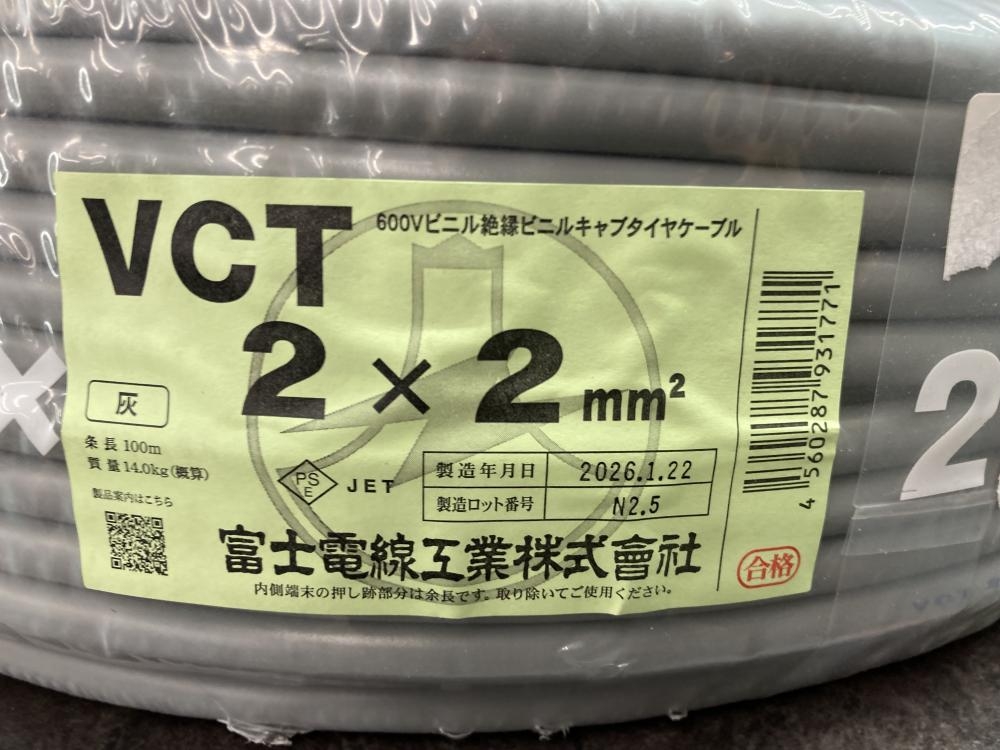 VCT
600Vビニル絶縁ビニルキャブタイヤケーブル
2×2mm²
灰
条長 100m
質量 14.0kg(概算)
製品案内はこちら
PS
E
JET
製造年月日 2026.1.22
製造ロット番号 N2.5
富士電線工業株式會社
内側端末の押し跡部分は余長です。取り除いてご使用ください。
4 560287 931771
合格
×
2
VCT